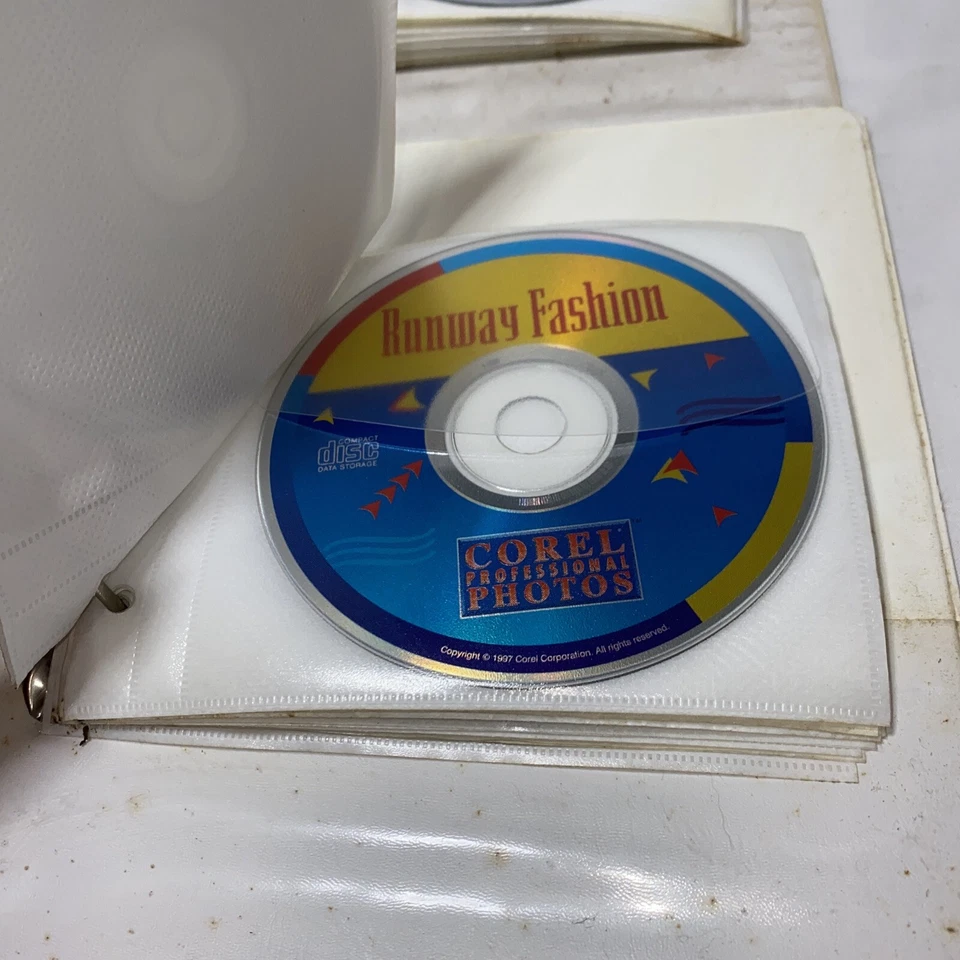 Runway Fashion
COMPACT
disc
DATA STORAGE
COREL
PROFESSIONAL
PHOTOS
Copyright © 1997 Corel Corporation. All rights reserved.